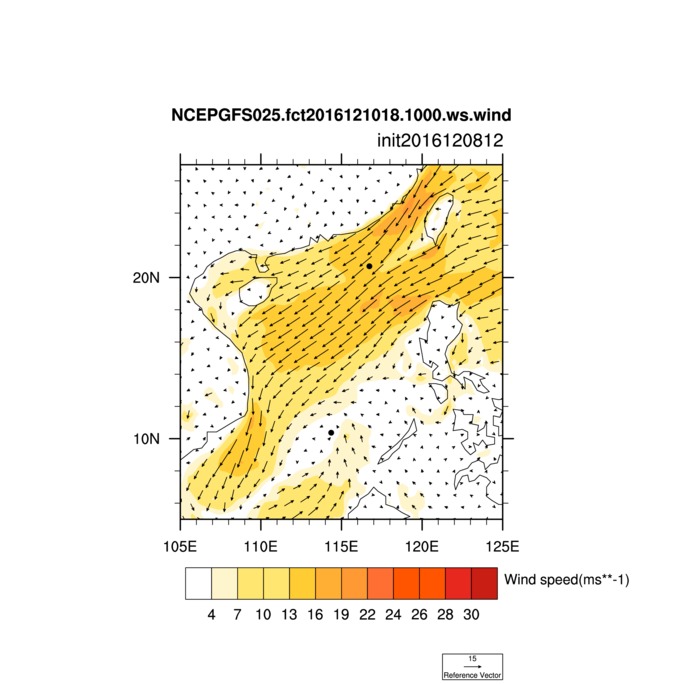 NCEPGFS025.fct2016121018.1000.ws.wind
init2016120812
20N
10N
105E 110E 115E 120E 125E
Wind speed(ms**-1)
4 7 10 13 16 19 22 24 26 28 30
15
Reference Vector